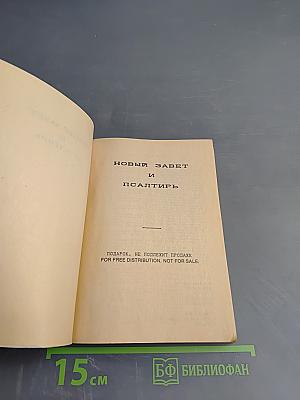 НОВЫЙ ЗАВЕТ
И
ПСАЛТИРЬ
ПОДАРОК, НЕ ПОДЛЕЖИТ ПРОДАЖЕ
FOR FREE DISTRIBUTION, NOT FOR SALE.
15 см
БФ БИБЛИОФАН